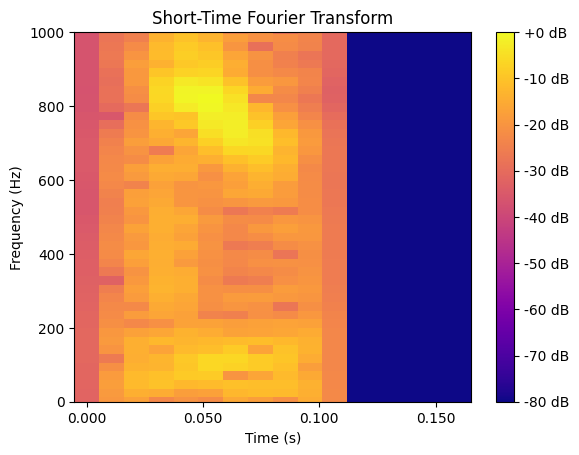 Short-Time Fourier Transform
Frequency (Hz)
1000
800
600
400
200
0
0.000
0.050
0.100
0.150
Time (s)
+0 dB
-10 dB
-20 dB
-30 dB
-40 dB
-50 dB
-60 dB
-70 dB
-80 dB